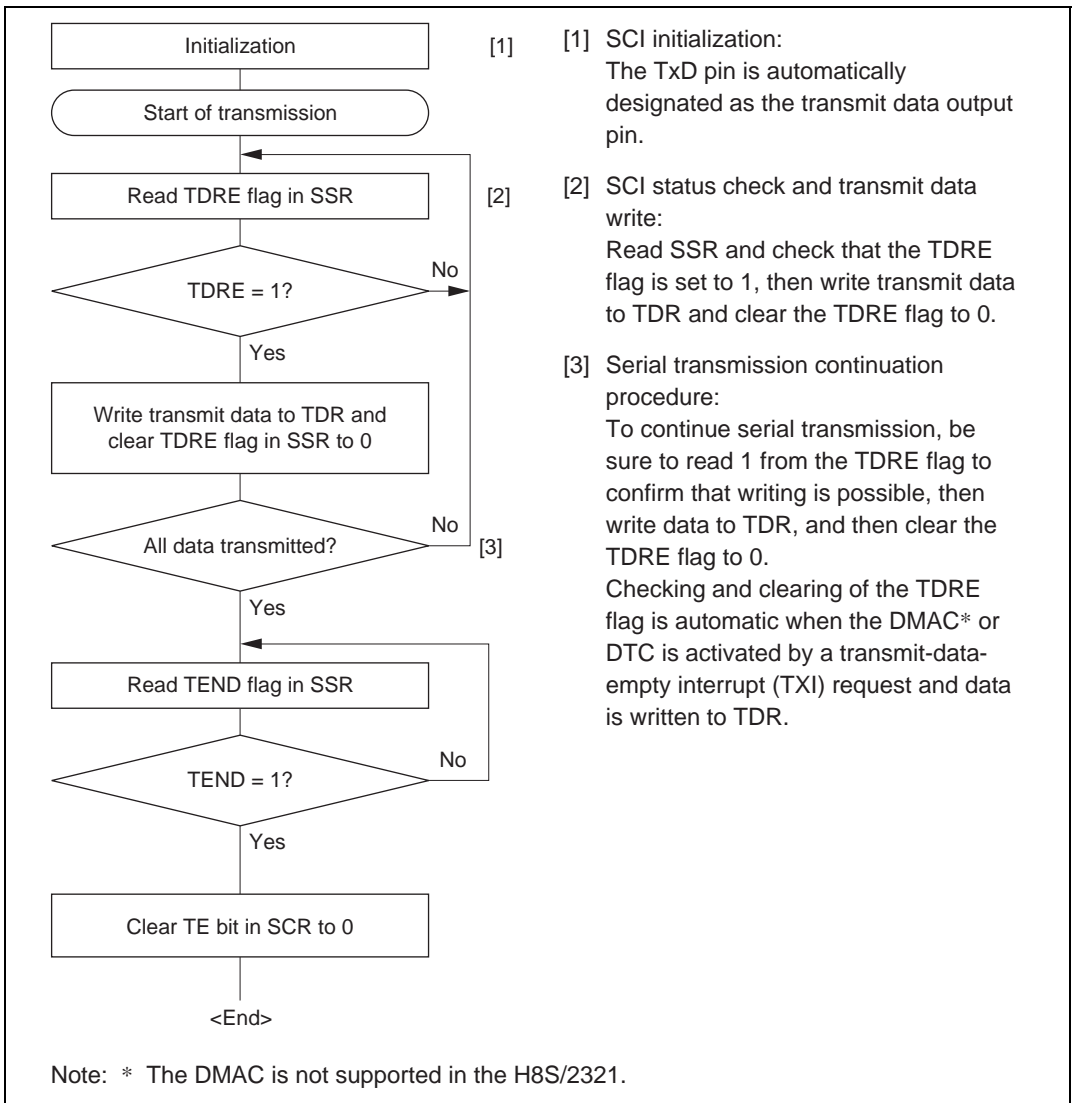 Initialization
[1]
Start of transmission
Read TDRE flag in SSR
[2]
TDRE = 1?
No
Yes
Write transmit data to TDR and
clear TDRE flag in SSR to 0
All data transmitted?
No
[3]
Yes
Read TEND flag in SSR
TEND = 1?
No
Yes
Clear TE bit in SCR to 0
<End>
[1] SCI initialization:
The TxD pin is automatically
designated as the transmit data output
pin.
[2] SCI status check and transmit data
write:
Read SSR and check that the TDRE
flag is set to 1, then write transmit data
to TDR and clear the TDRE flag to 0.
[3] Serial transmission continuation
procedure:
To continue serial transmission, be
sure to read 1 from the TDRE flag to
confirm that writing is possible, then
write data to TDR, and then clear the
TDRE flag to 0.
Checking and clearing of the TDRE
flag is automatic when the DMAC* or
DTC is activated by a transmit-data-
empty interrupt (TXI) request and data
is written to TDR.
Note: * The DMAC is not supported in the H8S/2321.